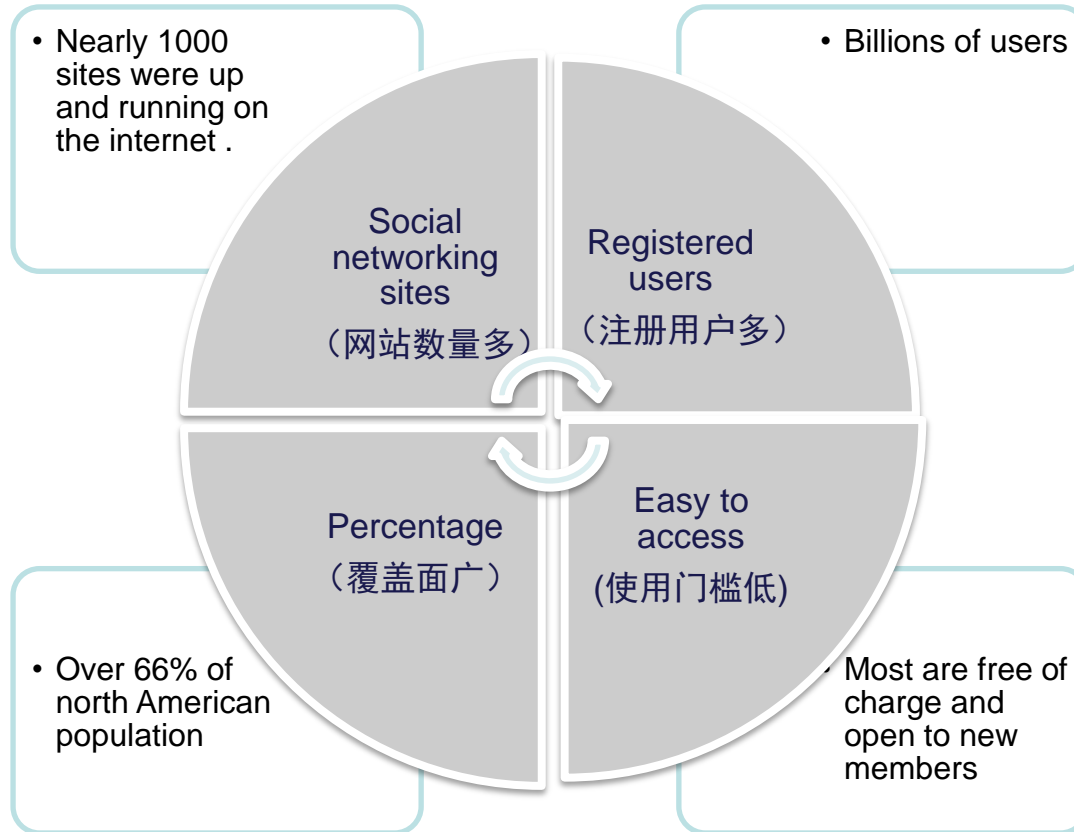 • Nearly 1000
sites were up
and running on
the internet .
• Billions of users
Social
networking
sites
（网站数量多）
Registered
users
（注册用户多）
Percentage
（覆盖面广）
Easy to
access
(使用门槛低)
• Over 66% of
north American
population
• Most are free of
charge and
open to new
members